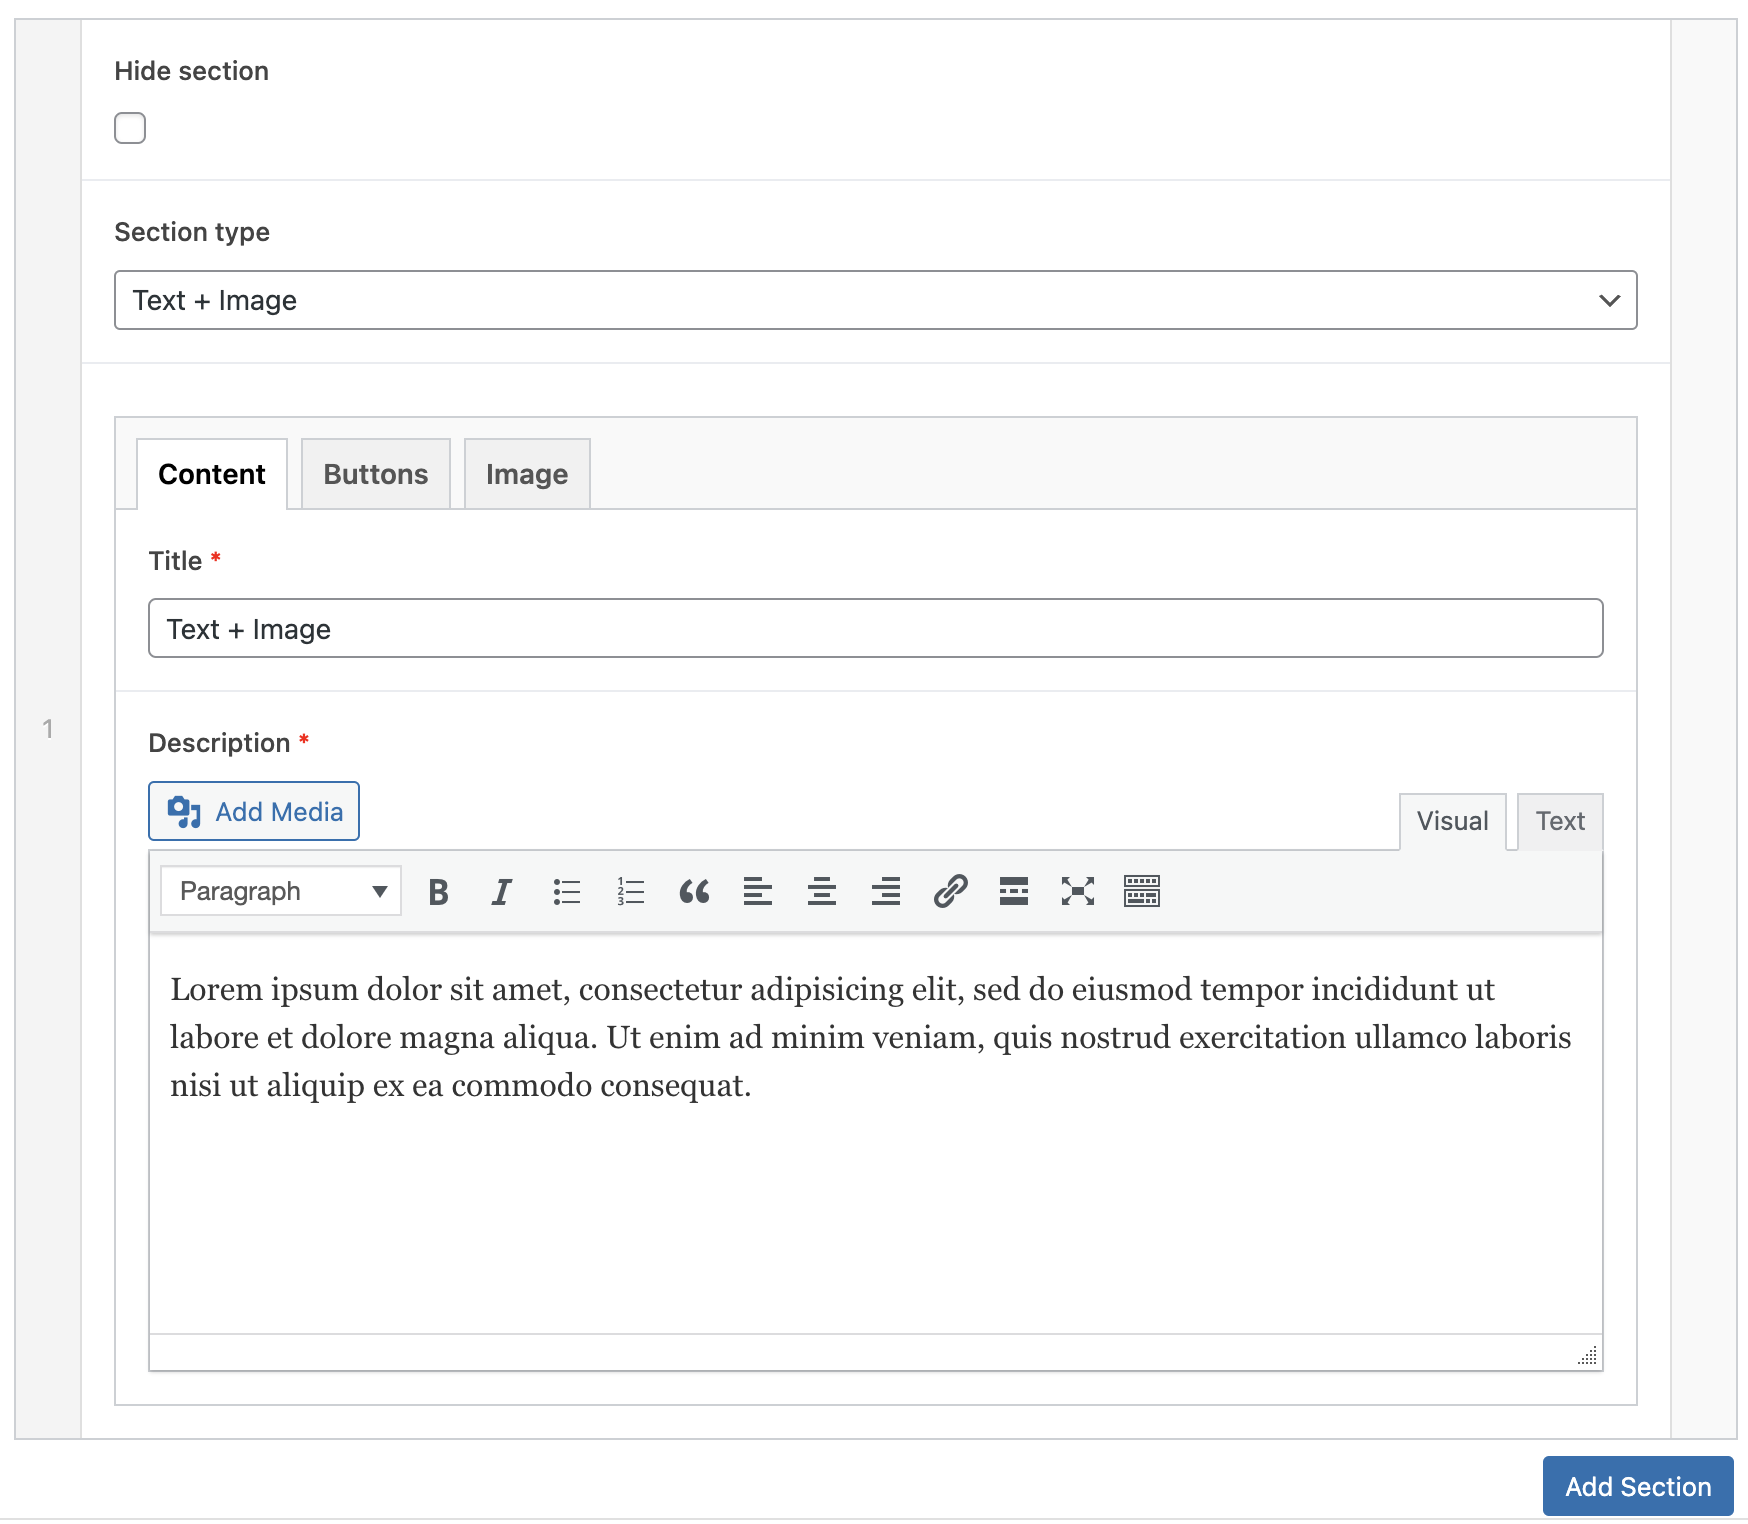 Hide section
Section type
Text + Image
Content Buttons Image
Title *
Text + Image
1
Description *
Add Media
Visual Text
Paragraph
Lorem ipsum dolor sit amet, consectetur adipisicing elit, sed do eiusmod tempor incididunt ut
labore et dolore magna aliqua. Ut enim ad minim veniam, quis nostrud exercitation ullamco laboris
nisi ut aliquip ex ea commodo consequat.
Add Section